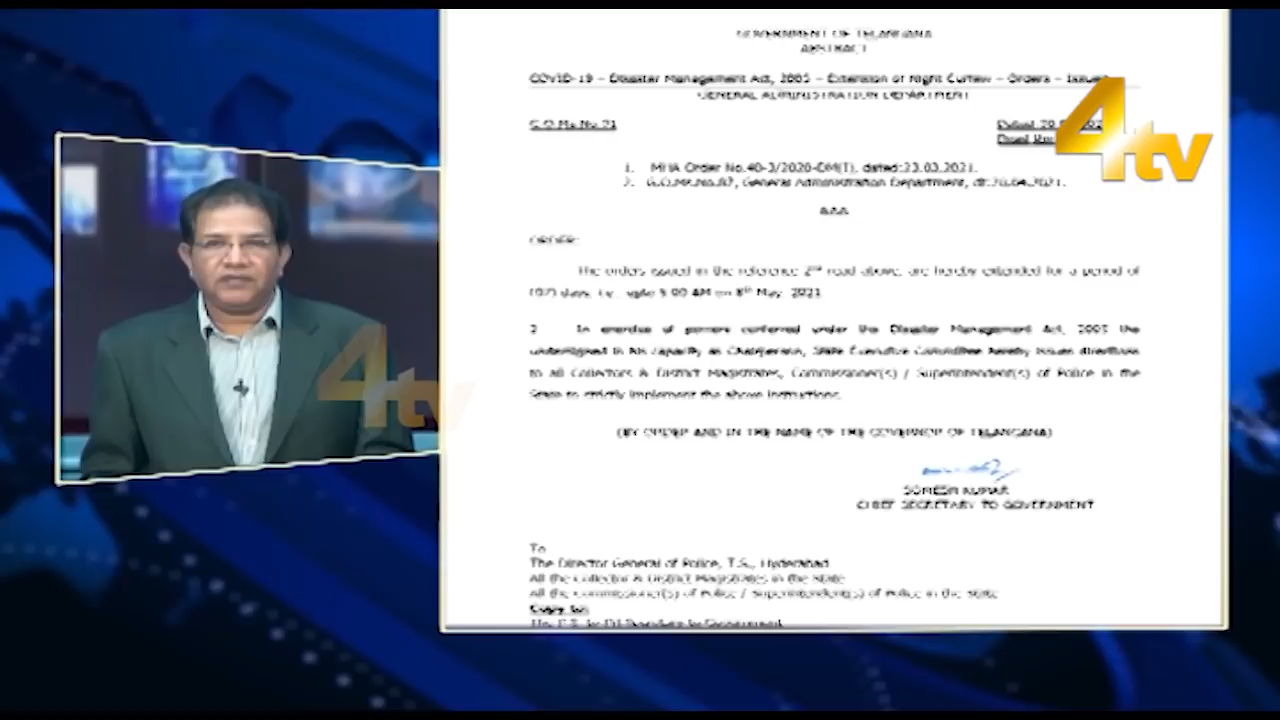 GOVERNMENT OF TELANGANA
ABSTRACT
COVID-19 – Disaster Management Act, 2005 – Extension of Night Curfew – Orders – Issued
GENERAL ADMINISTRATION DEPARTMENT
G.O.Ms.No.
Dated:
4tv
1. MHA Order No.40-3/2020-DM(I), dated:23.03.2021.
2. G.O.Ms.No.87, General Administration Department, dt:20.04.2021.
&&&
ORDER:
The orders issued in the reference 2nd read above, are hereby extended for a period of
(07) days, i.e., upto 5.00 AM on 8th May, 2021
2 In exercise of powers conferred under the Disaster Management Act, 2005 the
undersigned in his capacity as Chairperson, State Executive Committee hereby issues directions
to all Collectors & District Magistrates, Commissioner(s) / Superintendent(s) of Police in the
State to strictly implement the above instructions.
(BY ORDER AND IN THE NAME OF THE GOVERNOR OF TELANGANA)
4tv
SOMESH KUMAR
CHIEF SECRETARY TO GOVERNMENT
To
The Director General of Police, T.S., Hyderabad
All the Collector & District Magistrates in the State
All the Commissioner(s) of Police / Superintendent(s) of Police in the State
Copy to: